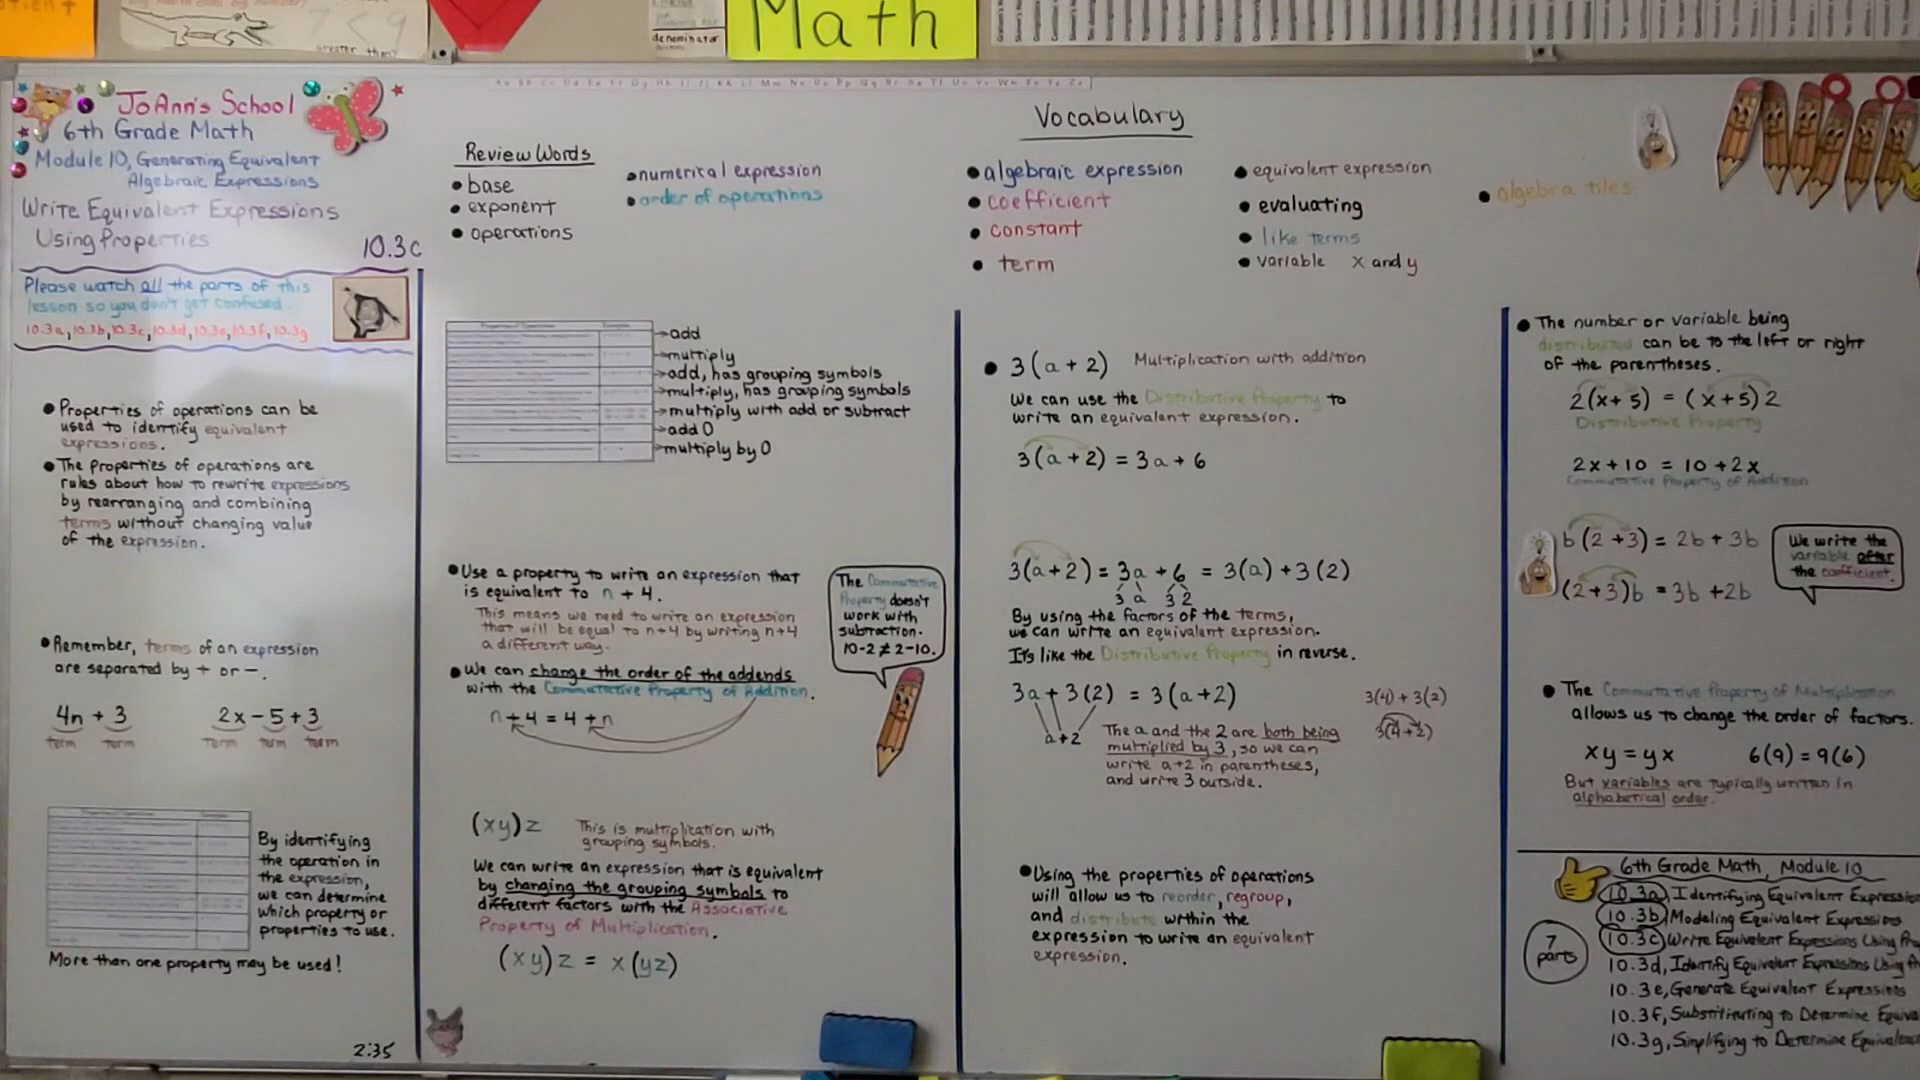 Math
denominator
JoAnn's School
6th Grade Math
Module 10, Generating Equivalent
Algebraic Expressions
Write Equivalent Expressions
Using Properties
10.3c
Please watch all the parts of this
lesson so you don't get confused...
10.3a, 10.3b, 10.3c, 10.3d, 10.3e, 10.3f, 10.3g
• Properties of operations can be
used to identify equivalent
expressions.
• The properties of operations are
rules about how to rewrite expressions
by rearranging and combining
terms without changing value
of the expression.
• Remember, terms of an expression
are separated by + or −.
4n + 3
2x − 5 + 3
term term
term term term
By identifying
the operation in
the expression,
we can determine
which property or
properties to use.
More than one property may be used!
2:35
Review Words
• base
• exponent
• operations
• numerical expression
• order of operations
→ add
→ multiply
→ add, has grouping symbols
→ multiply, has grouping symbols
→ multiply with add or subtract
→ add 0
→ multiply by 0
• Use a property to write an expression that
is equivalent to n + 4.
This means we need to write an expression
that will be equal to n+4 by writing n+4
a different way.
• We can change the order of the addends
with the Commutative Property of Addition.
n + 4 = 4 + n
The Commutative
Property doesn't
work with
subtraction.
10-2 ≠ 2-10.
(xy)z
This is multiplication with
grouping symbols.
We can write an expression that is equivalent
by changing the grouping symbols to
different factors with the Associative
Property of Multiplication.
(xy)z = x(yz)
Vocabulary
• algebraic expression
• coefficient
• constant
• term
• equivalent expression
• evaluating
• like terms
• variable x and y
• algebra tiles
• 3(a + 2) Multiplication with addition
We can use the Distributive Property to
write an equivalent expression.
3(a + 2) = 3a + 6
3(a+2) = 3a + 6 = 3(a) + 3(2)
3 a 3 2
By using the factors of the terms,
we can write an equivalent expression.
It's like the Distributive Property in reverse.
3a + 3(2) = 3(a+2)
a+2
The a and the 2 are both being
multiplied by 3, so we can
write a+2 in parentheses,
and write 3 outside.
3(4) + 3(2)
3(4+2)
• Using the properties of operations
will allow us to reorder, regroup,
and distribute within the
expression to write an equivalent
expression.
• The number or variable being
distributed can be to the left or right
of the parentheses.
2(x+5) = (x+5)2
Distributive Property
2x+10 = 10+2x
Commutative Property of Addition
b(2+3) = 2b + 3b
(2+3)b = 3b + 2b
We write the
variable after
the coefficient.
• The Commutative Property of Multiplication
allows us to change the order of factors.
xy = yx 6(9) = 9(6)
But variables are typically written in
alphabetical order.
6th Grade Math, Module 10
7
parts
10.3a, Identifying Equivalent Expression
10.3b, Modeling Equivalent Expressions
10.3c, Write Equivalent Expressions Using
10.3d, Identify Equivalent Expressions Using
10.3e, Generate Equivalent Expressions
10.3f, Substituting to Determine
10.3g, Simplifying to Determine